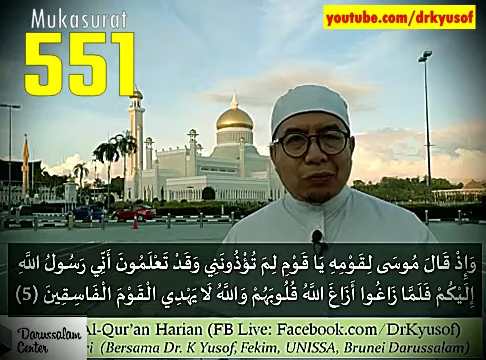 Mukasurat
551
youtube.com/drkyusof
وَإِذْ قَالَ مُوسَى لِقَوْمِهِ يَا قَوْمِ لِمَ تُؤْذُونَنِي وَقَدْ تَعْلَمُونَ أَنِّي رَسُولُ اللَّهِ
إِلَيْكُمْ فَلَمَّا زَاغُوا أَزَاغَ اللَّهُ قُلُوبَهُمْ وَاللَّهُ لَا يَهْدِي الْقَوْمَ الْفَاسِقِينَ (5)
Darussalam
Center
Al-Qur'an Harian (FB Live: Facebook.com/DrKyusof)
(Bersama Dr. K Yusof, Fekim, UNISSA, Brunei Darussalam)